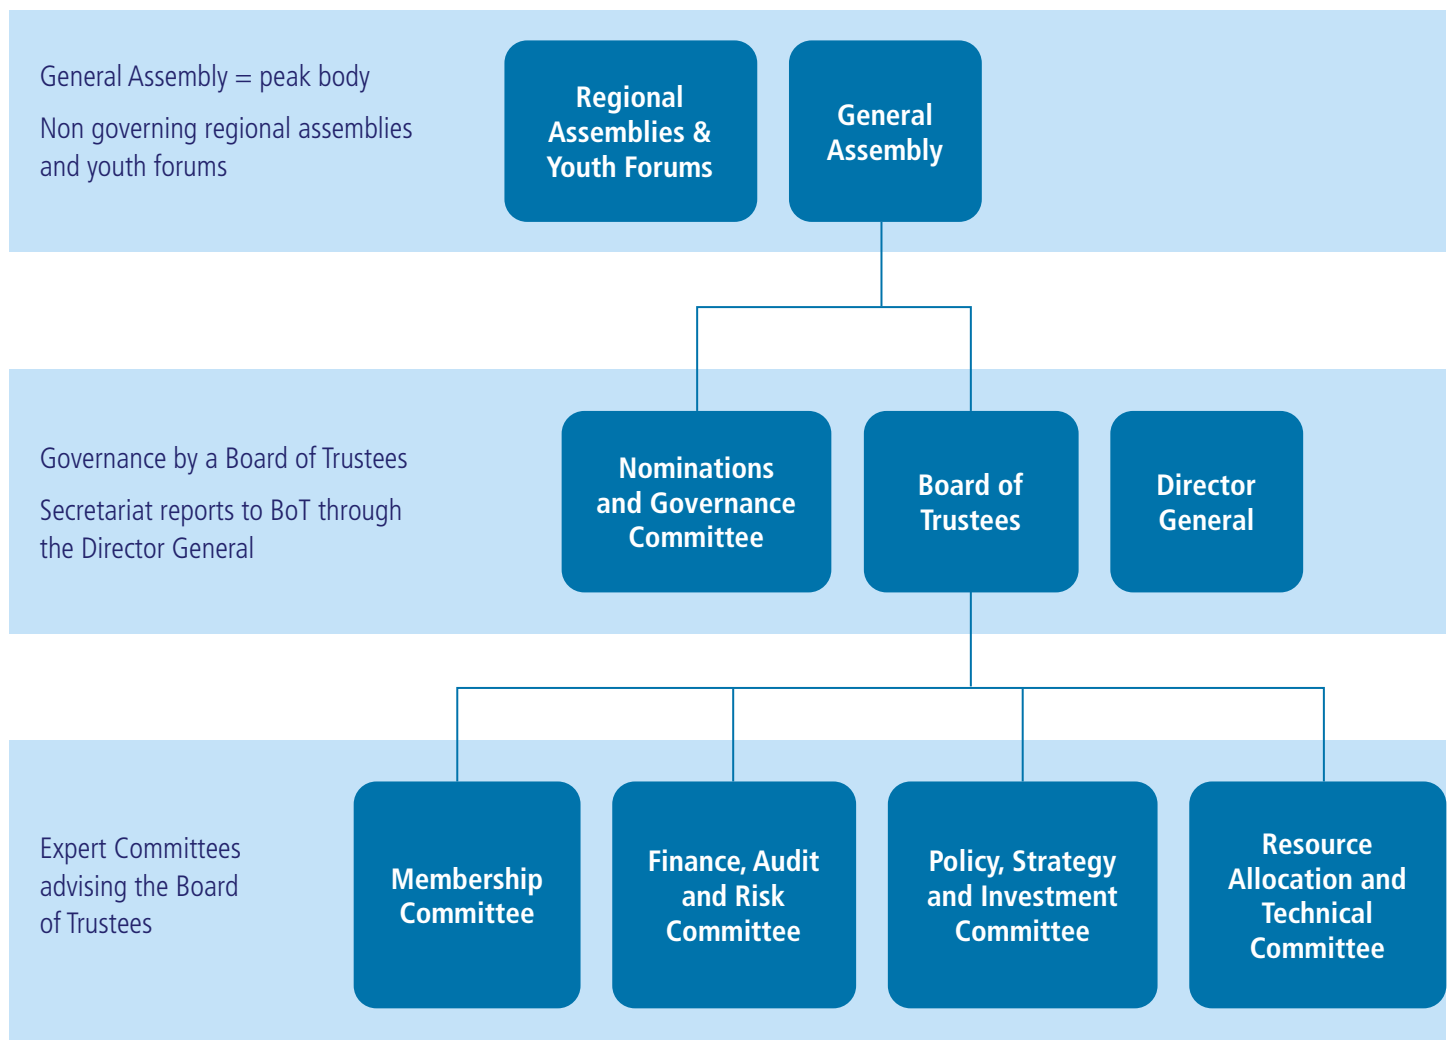 General Assembly = peak body
Non governing regional assemblies
and youth forums
Regional
Assemblies &
Youth Forums
General
Assembly
Governance by a Board of Trustees
Secretariat reports to BoT through
the Director General
Nominations
and Governance
Committee
Board of
Trustees
Director
General
Expert Committees
advising the Board
of Trustees
Membership
Committee
Finance, Audit
and Risk
Committee
Policy, Strategy
and Investment
Committee
Resource
Allocation and
Technical
Committee